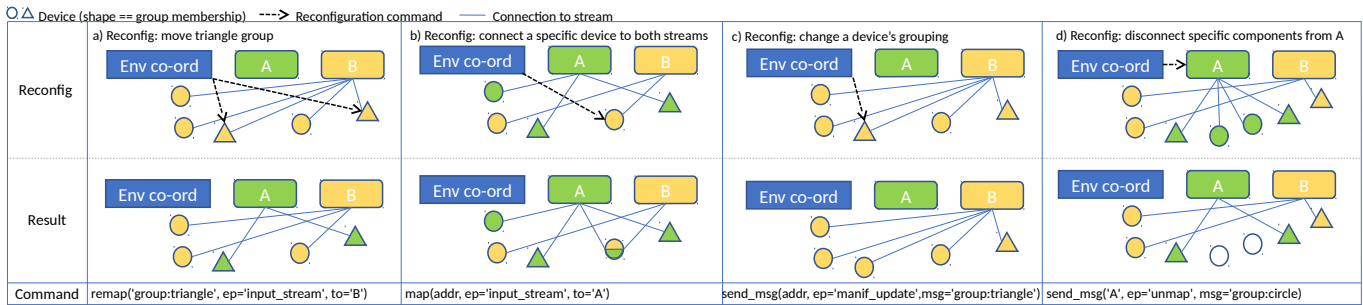 Device (shape == group membership) Reconfiguration command Connection to stream
a) Reconfig: move triangle group
b) Reconfig: connect a specific device to both streams
c) Reconfig: change a device's grouping
d) Reconfig: disconnect specific components from A
Reconfig
Env co-ord A B
Env co-ord A B
Env co-ord A B
Env co-ord A B
Result
Env co-ord A B
Env co-ord A B
Env co-ord A B
Env co-ord A B
Command
remap('group:triangle', ep='input_stream', to='B')
map(addr, ep='input_stream', to='A')
send_msg(addr, ep='manif_update',msg='group:triangle')
send_msg('A', ep='unmap', msg='group:circle')